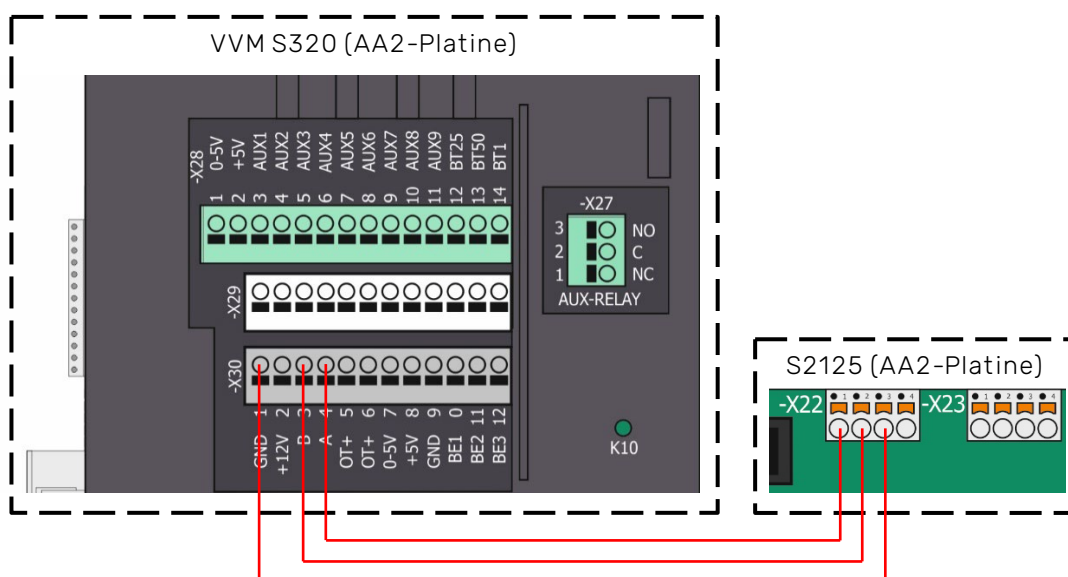 VVM S320 (AA2-Platine)
-X28
0-5V
+5V
AUX1
AUX2
AUX3
AUX4
AUX5
AUX6
AUX7
AUX8
AUX9
BT25
BT50
BT1
1 2 3 4 5 6 7 8 9 10 11 12 13 14
-X27
3 NO
2 C
1 NC
AUX-RELAY
-X29
-X30
1 2 3 4 5 6 7 8 9 0 11 12
GND
+12V
B
A
OT+
OT+
0-5V
+5V
GND
BE1
BE2
BE3
K10
S2125 (AA2-Platine)
-X22
1 2 3 4
-X23
1 2 3 4